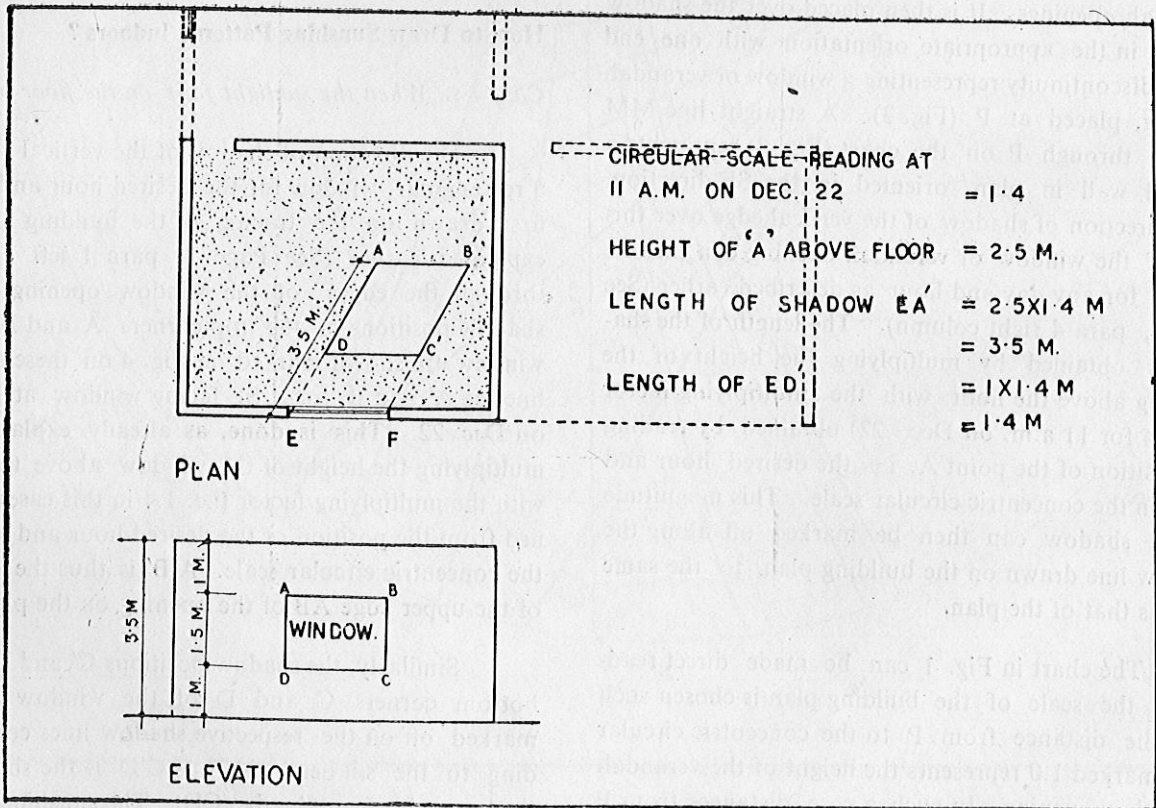 CIRCULAR SCALE READING AT
11 A.M. ON DEC. 22 = 1·4
HEIGHT OF "A" ABOVE FLOOR = 2·5 M.
LENGTH OF SHADOW EA' = 2·5X1·4 M
= 3·5 M.
LENGTH OF ED' = 1X1·4 M
= 1·4 M
A' B'
3·5 M.
D' C'
E F
PLAN
3·5 M
1 M.
1·5 M
1 M
A B
WINDOW.
D C
ELEVATION